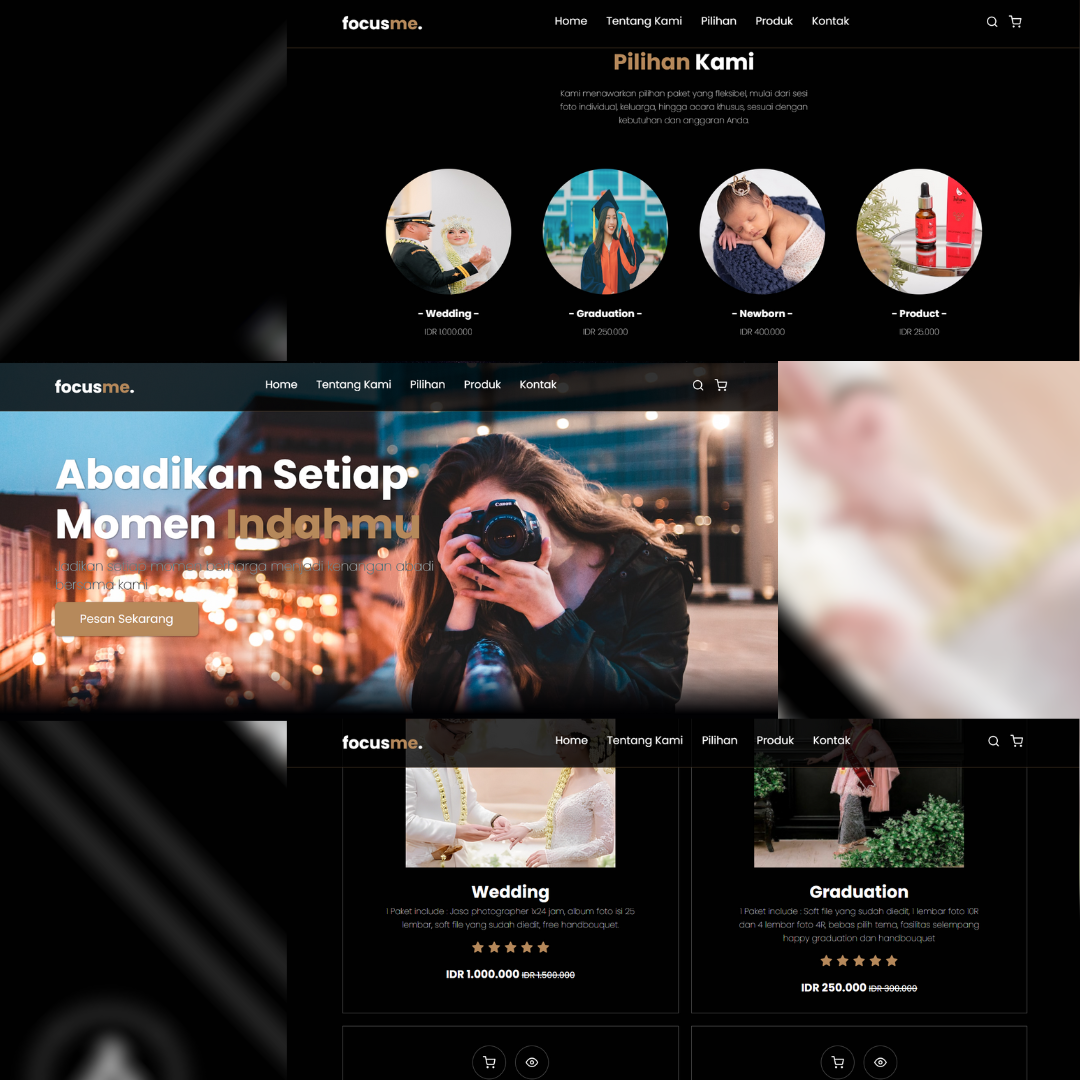 focusme.
Home Tentang Kami Pilihan Produk Kontak
Pilihan Kami
Kami menawarkan pilihan paket yang fleksibel, mulai dari sesi
foto individual, keluarga, hingga acara khusus, sesuai dengan
kebutuhan dan anggaran Anda.
- Wedding -
IDR 1.000.000
- Graduation -
IDR 250.000
- Newborn -
IDR 400.000
- Product -
IDR 25.000
focusme.
Home Tentang Kami Pilihan Produk Kontak
Abadikan Setiap
Momen Indahmu
Jadikan setiap momen berharga menjadi kenangan abadi
bersama kami
Pesan Sekarang
Canon
focusme.
Home Tentang Kami Pilihan Produk Kontak
Wedding
1 Paket include : Jasa photographer 1x24 jam, album foto isi 25
lembar, soft file yang sudah diedit, free handbouquet.
IDR 1.000.000 IDR 1.500.000
Graduation
1 Paket include : Soft file yang sudah diedit, 1 lembar foto 10R
dan 4 lembar foto 4R, bebas pilih tema, fasilitas selempang
happy graduation dan handbouquet
IDR 250.000 IDR 300.000